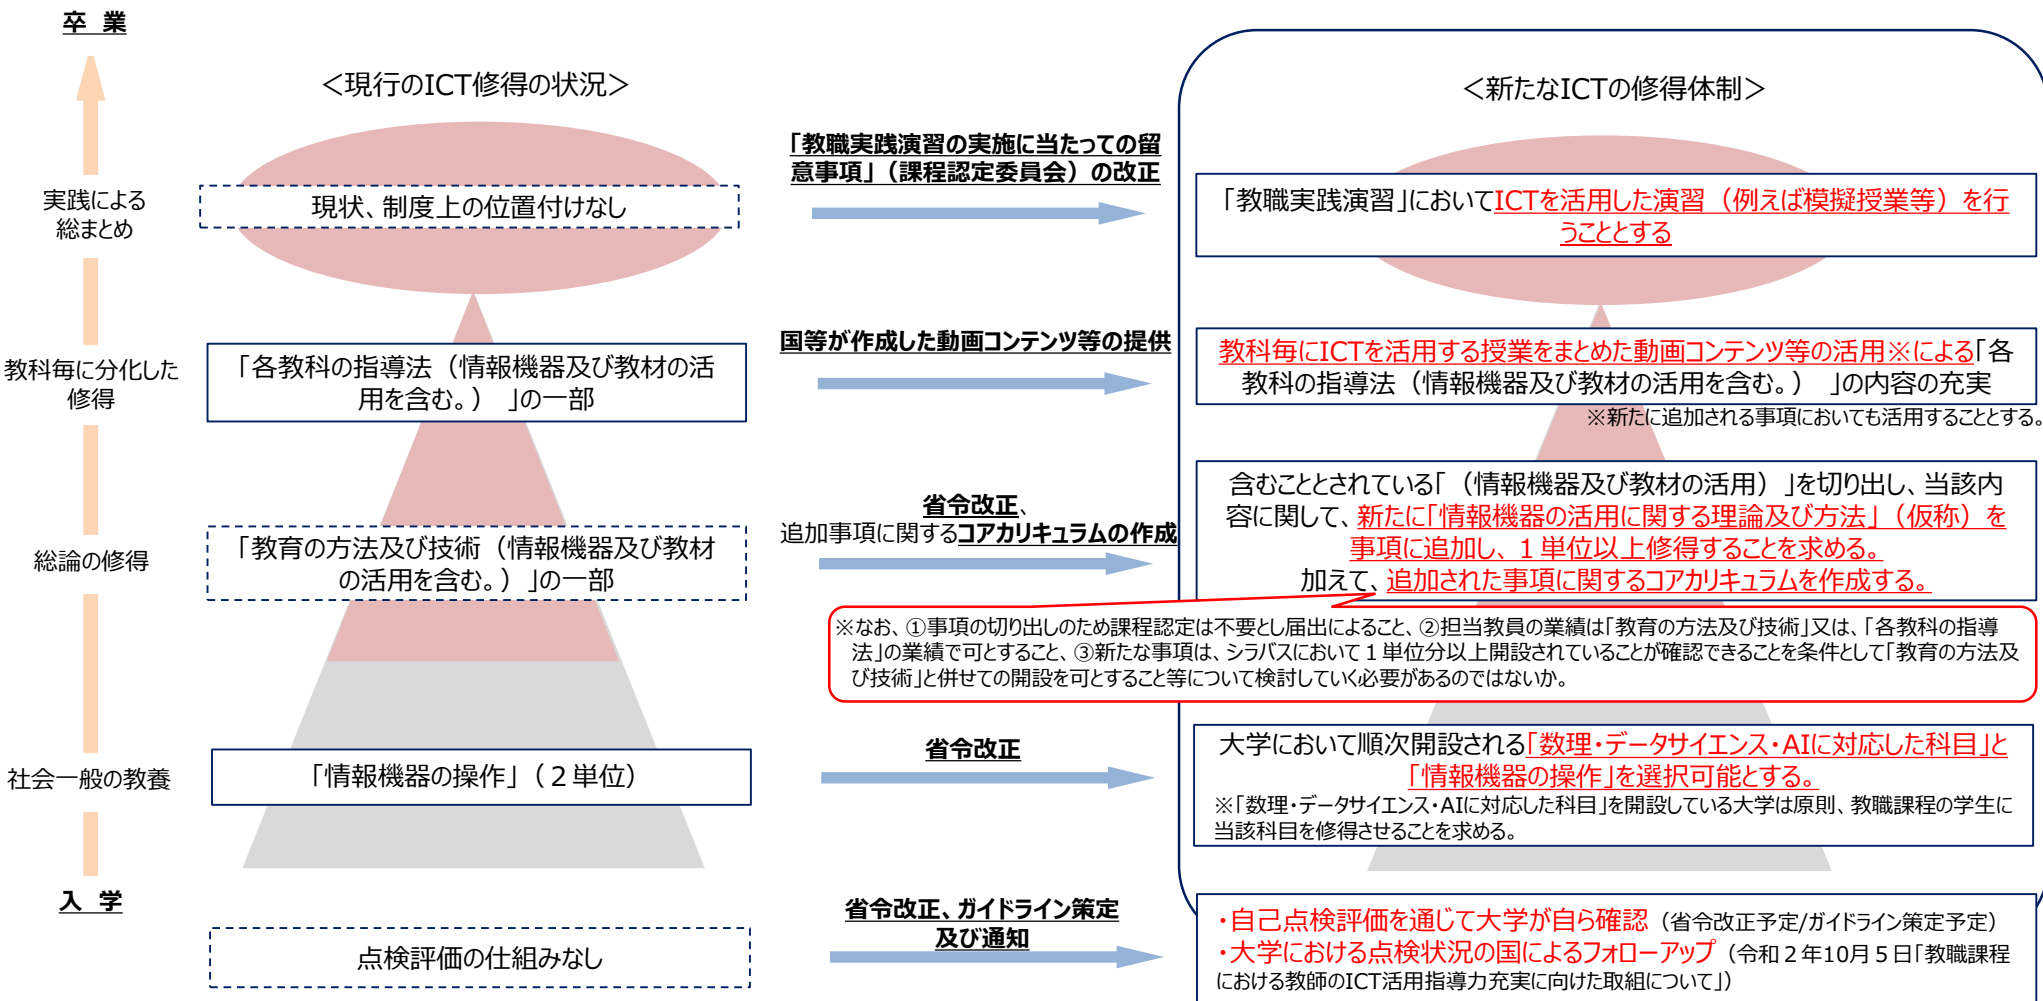 卒 業
＜現行のICT修得の状況＞
＜新たなICTの修得体制＞
「教職実践演習の実施に当たっての留
意事項」（課程認定委員会）の改正
実践による
総まとめ
現状、制度上の位置付けなし
「教職実践演習」においてICTを活用した演習（例えば模擬授業等）を行
うこととする
国等が作成した動画コンテンツ等の提供
教科毎に分化した
修得
「各教科の指導法（情報機器及び教材の活
用を含む。） 」の一部
教科毎にICTを活用する授業をまとめた動画コンテンツ等の活用※による「各
教科の指導法（情報機器及び教材の活用を含む。） 」の内容の充実
※新たに追加される事項においても活用することとする。
省令改正、
追加事項に関するコアカリキュラムの作成
総論の修得
「教育の方法及び技術（情報機器及び教材
の活用を含む。）」の一部
含むこととされている「（情報機器及び教材の活用）」を切り出し、当該内
容に関して、新たに「情報機器の活用に関する理論及び方法」（仮称）を
事項に追加し、１単位以上修得することを求める。
加えて、追加された事項に関するコアカリキュラムを作成する。
※なお、①事項の切り出しのため課程認定は不要とし届出によること、②担当教員の業績は「教育の方法及び技術」又は、「各教科の指導
法」の業績で可とすること、③新たな事項は、シラバスにおいて１単位分以上開設されていることが確認できることを条件として「教育の方法及
び技術」と併せての開設を可とすること等について検討していく必要があるのではないか。
省令改正
社会一般の教養
「情報機器の操作」（２単位）
大学において順次開設される「数理・データサイエンス・AIに対応した科目」と
「情報機器の操作」を選択可能とする。
※「数理・データサイエンス・AIに対応した科目」を開設している大学は原則、教職課程の学生に
当該科目を修得させることを求める。
入 学
省令改正、ガイドライン策定
及び通知
点検評価の仕組みなし
・自己点検評価を通じて大学が自ら確認（省令改正予定/ガイドライン策定予定）
・大学における点検状況の国によるフォローアップ（令和２年10月５日「教職課程
における教師のICT活用指導力充実に向けた取組について」）